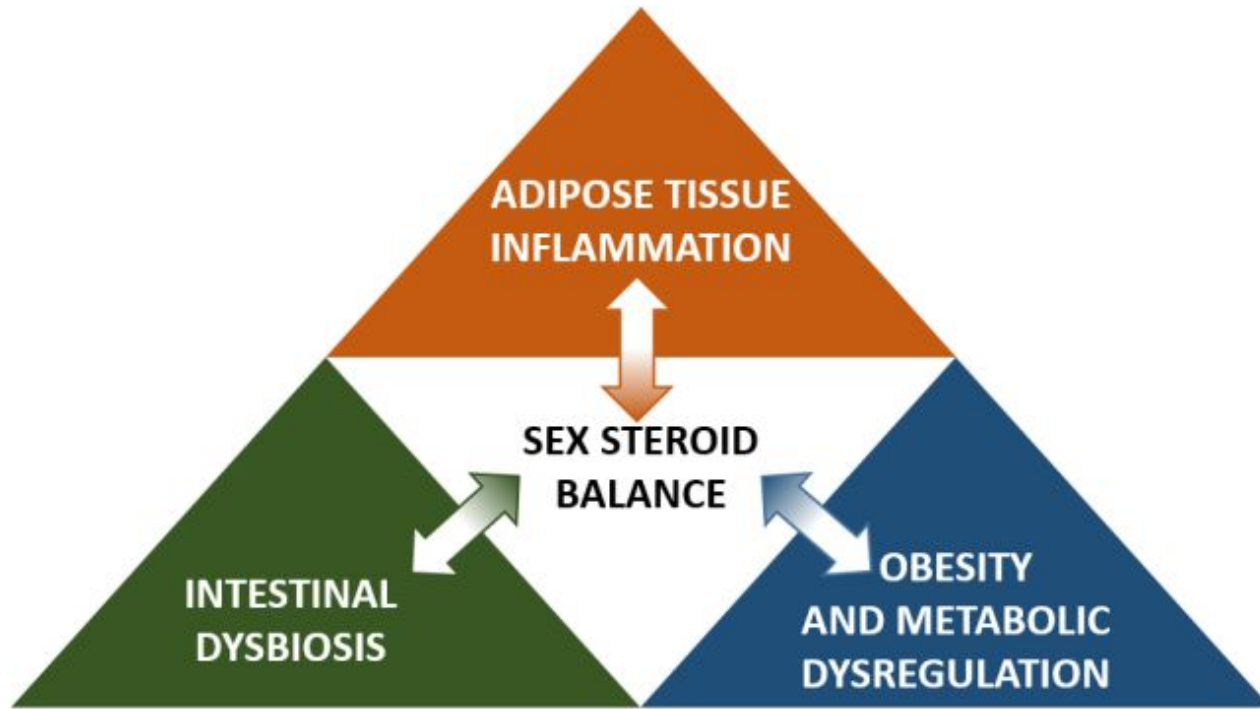 ADIPOSE TISSUE
INFLAMMATION
SEX STEROID
BALANCE
INTESTINAL
DYSBIOSIS
OBESITY
AND METABOLIC
DYSREGULATION